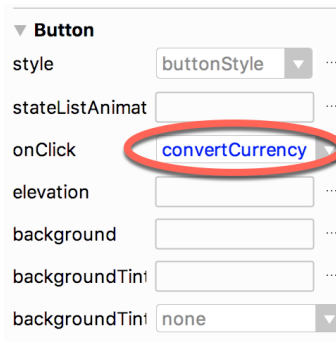 Button
style buttonStyle
stateListAnimat
onClick convertCurrency
elevation
background
backgroundTint
backgroundTint none